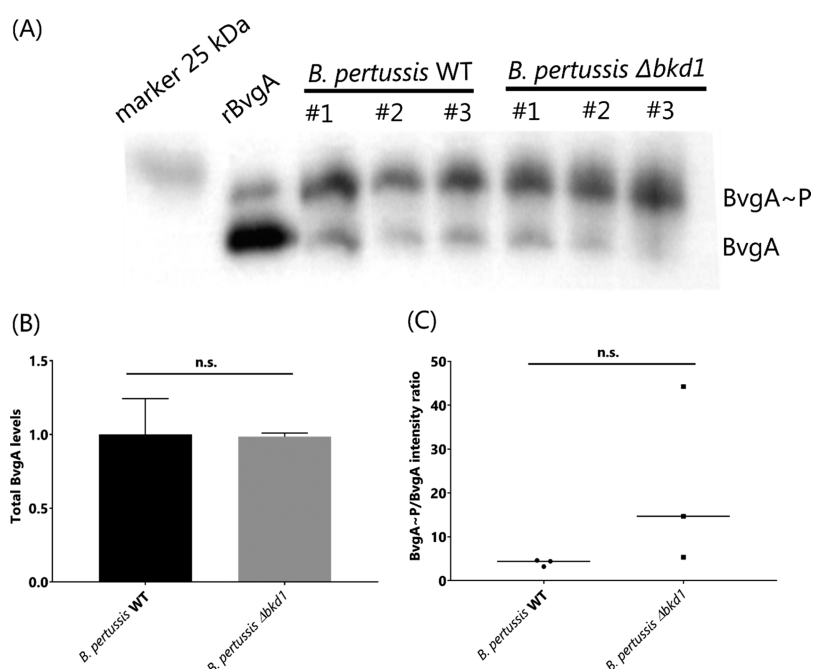 (A)
marker 25 kDa
rBvgA
B. pertussis WT
B. pertussis Δbkd1
#1 #2 #3 #1 #2 #3
BvgA~P
BvgA
(B)
n.s.
Total BvgA levels
1.5
1.0
0.5
0.0
B. pertussis WT
B. pertussis Δbkd1
(C)
n.s.
BvgA~P/BvgA intensity ratio
50
40
30
20
10
0
B. pertussis WT
B. pertussis Δbkd1